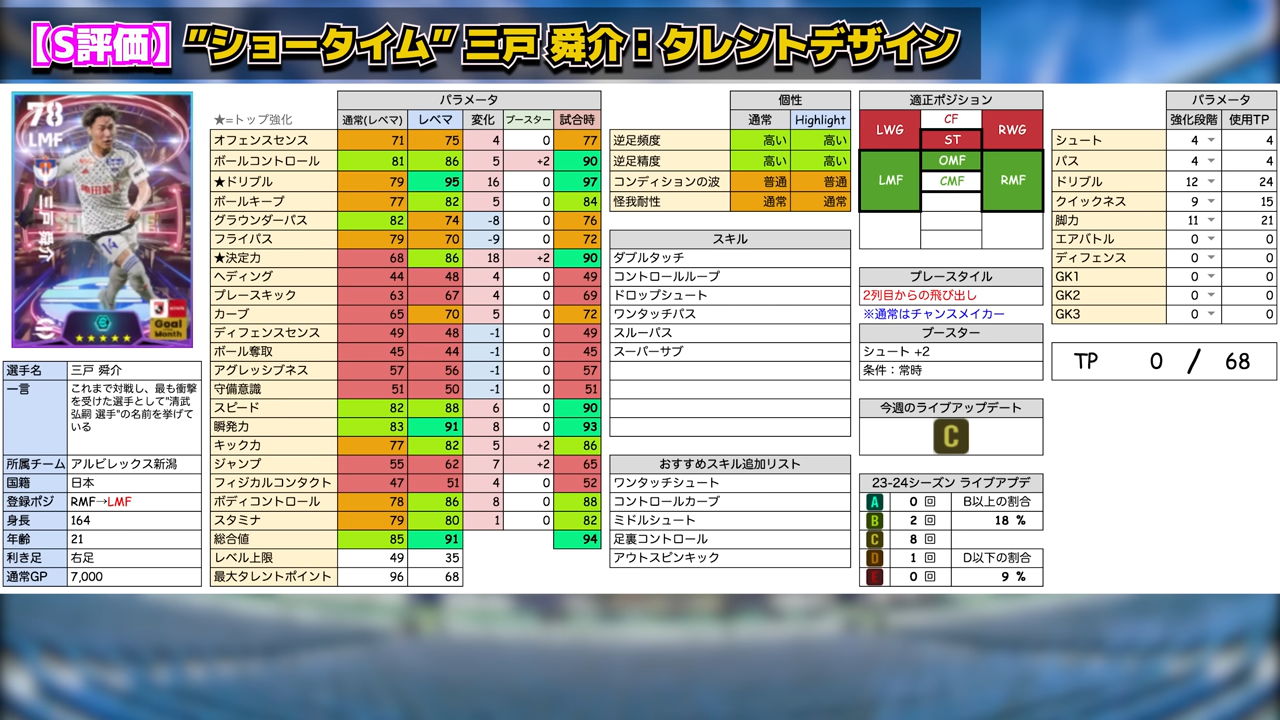 【S評価】 "ショータイム" 三戸 舜介：タレントデザイン
78
LMF
三戸 舜介
14
Goal
Month
選手名 三戸 舜介
一言 これまで対戦し、最も衝撃
を受けた選手として"清武
弘嗣 選手"の名前を挙げて
いる
所属チーム アルビレックス新潟
国籍 日本
登録ポジ RMF→LMF
身長 164
年齢 21
利き足 右足
通常GP 7,000
パラメータ
★=トップ強化 通常(レベマ) レベマ 変化 ブースター 試合時
オフェンスセンス 71 75 4 0 77
ボールコントロール 81 86 5 +2 90
★ドリブル 79 95 16 0 97
ボールキープ 77 82 5 0 84
グラウンダーパス 82 74 -8 0 76
フライパス 79 70 -9 0 72
★決定力 68 86 18 +2 90
ヘディング 44 48 4 0 49
プレースキック 63 67 4 0 69
カーブ 65 70 5 0 72
ディフェンスセンス 49 48 -1 0 49
ボール奪取 45 44 -1 0 45
アグレッシブネス 57 56 -1 0 57
守備意識 51 50 -1 0 51
スピード 82 88 6 0 90
瞬発力 83 91 8 0 93
キック力 77 82 5 +2 86
ジャンプ 55 62 7 +2 65
フィジカルコンタクト 47 51 4 0 52
ボディコントロール 78 86 8 0 88
スタミナ 79 80 1 0 82
総合値 85 91 94
レベル上限 49 35
最大タレントポイント 96 68
個性
通常 Highlight
逆足頻度 高い 高い
逆足精度 高い 高い
コンディションの波 普通 普通
怪我耐性 通常 通常
スキル
ダブルタッチ
コントロールループ
ドロップシュート
ワンタッチパス
スルーパス
スーパーサブ
おすすめスキル追加リスト
ワンタッチシュート
コントロールカーブ
ミドルシュート
足裏コントロール
アウトスピンキック
適正ポジション
LWG CF RWG
ST
LMF OMF RMF
CMF
プレースタイル
2列目からの飛び出し
※通常はチャンスメイカー
ブースター
シュート +2
条件：常時
今週のライブアップデート
C
23-24シーズン ライブアプデ
A 0 回 B以上の割合
B 2 回 18 %
C 8 回
D 1 回 D以下の割合
E 0 回 9 %
パラメータ
強化段階 使用TP
シュート 4 4
パス 4 4
ドリブル 12 24
クイックネス 9 15
脚力 11 21
エアバトル 0 0
ディフェンス 0 0
GK1 0 0
GK2 0 0
GK3 0 0
TP 0 / 68